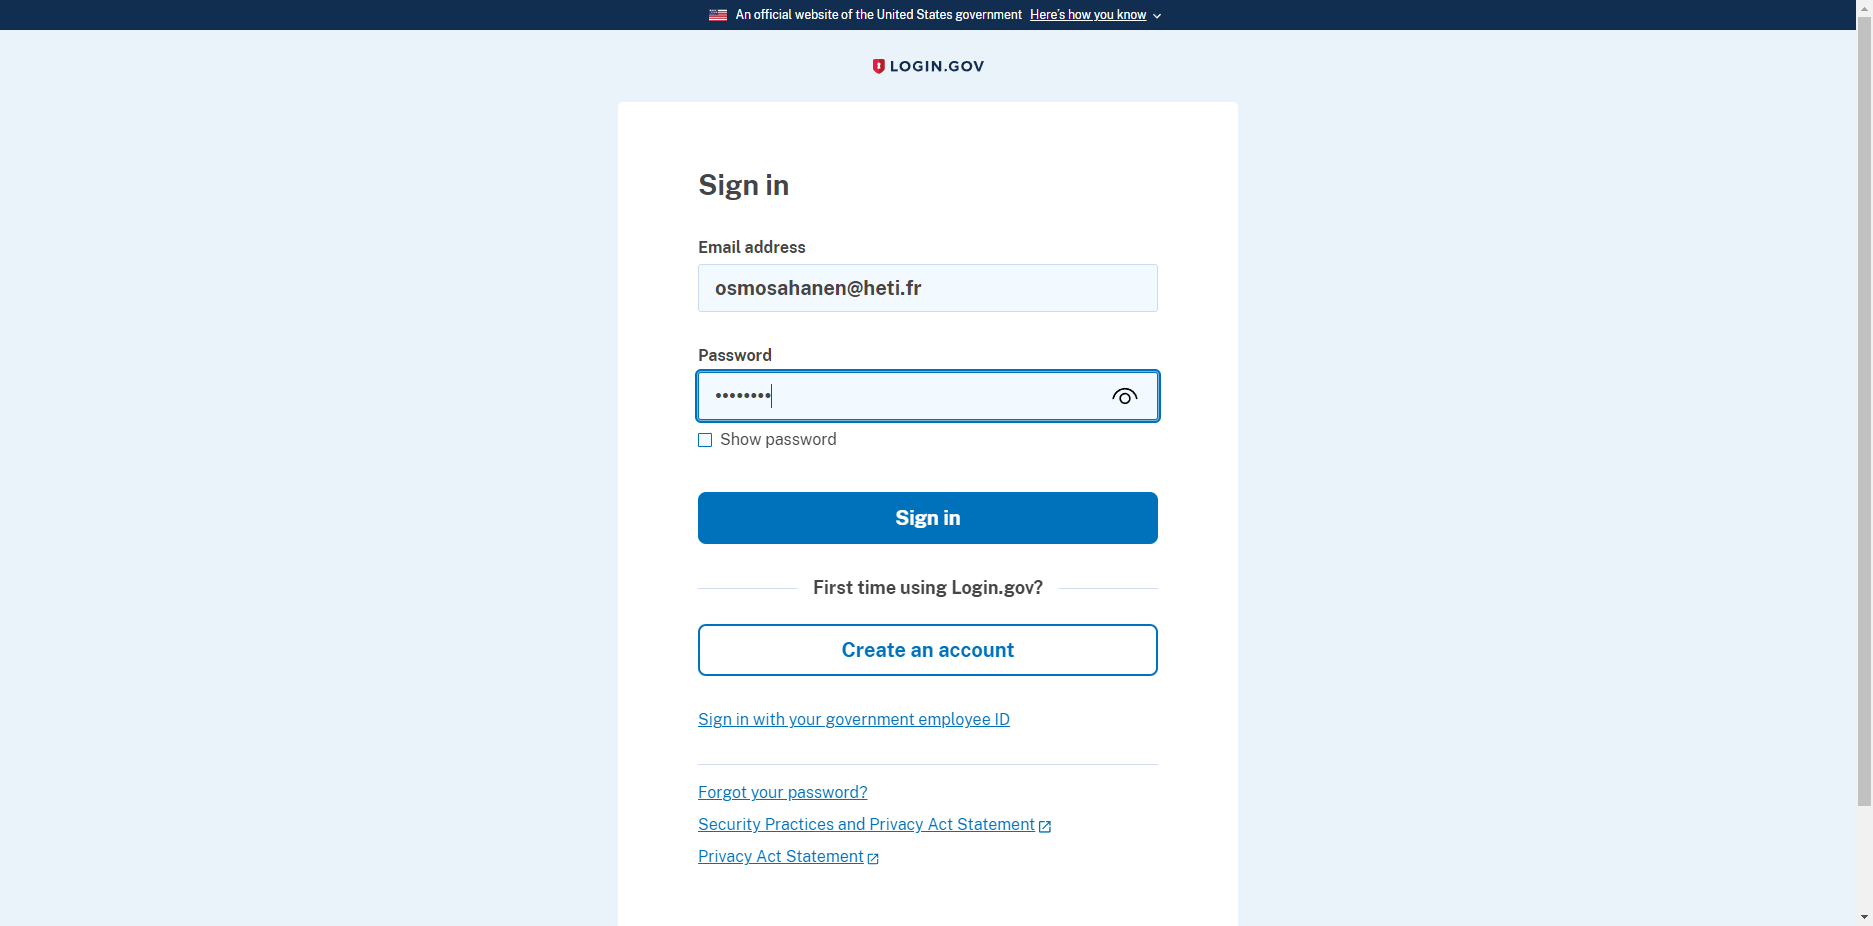 An official website of the United States government Here's how you know
LOGIN.GOV
Sign in
Email address
osmosahanen@heti.fr
Password
••••••••
Show password
Sign in
First time using Login.gov?
Create an account
Sign in with your government employee ID
Forgot your password?
Security Practices and Privacy Act Statement
Privacy Act Statement